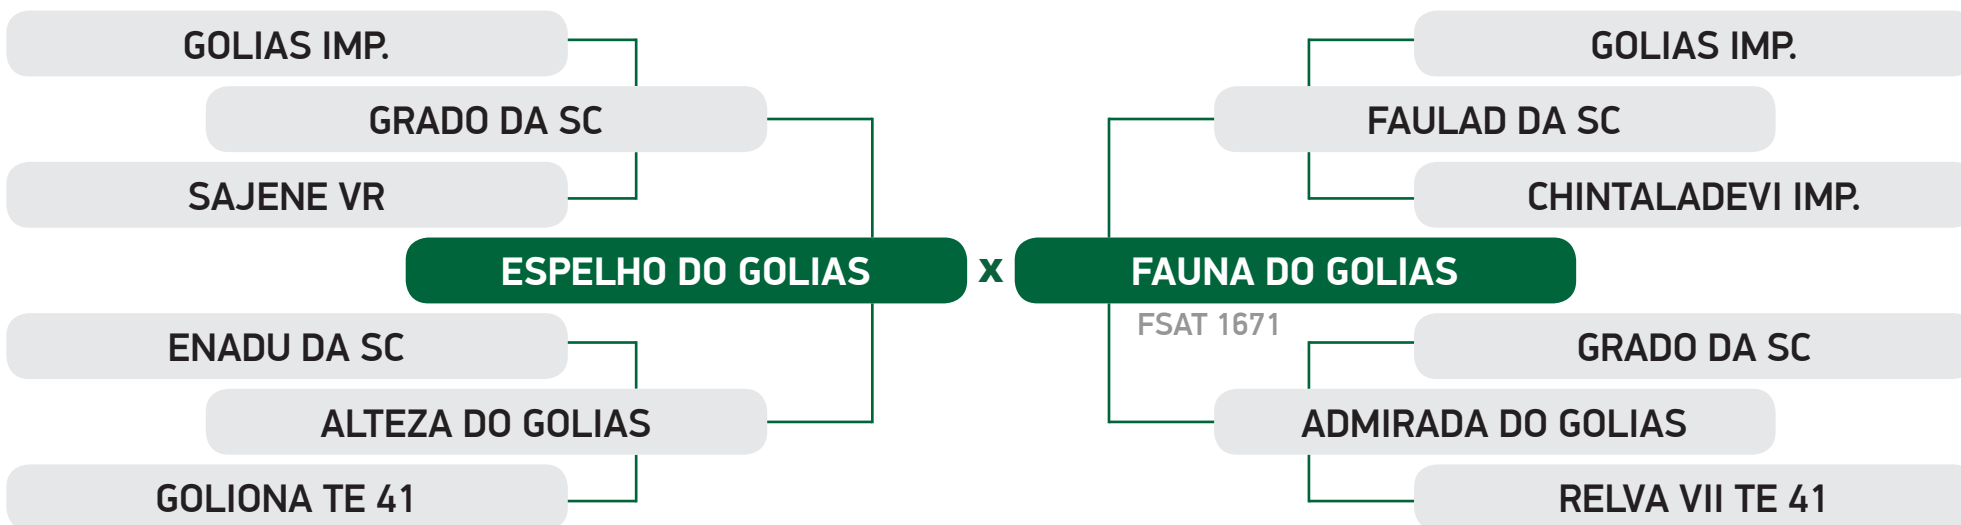 GOLIAS IMP.
GOLIAS IMP.
GRADO DA SC
FAULAD DA SC
SAJENE VR
CHINTALADEVI IMP.
ESPELHO DO GOLIAS x FAUNA DO GOLIAS
FSAT 1671
ENADU DA SC
GRADO DA SC
ALTEZA DO GOLIAS
ADMIRADA DO GOLIAS
GOLIONA TE 41
RELVA VII TE 41